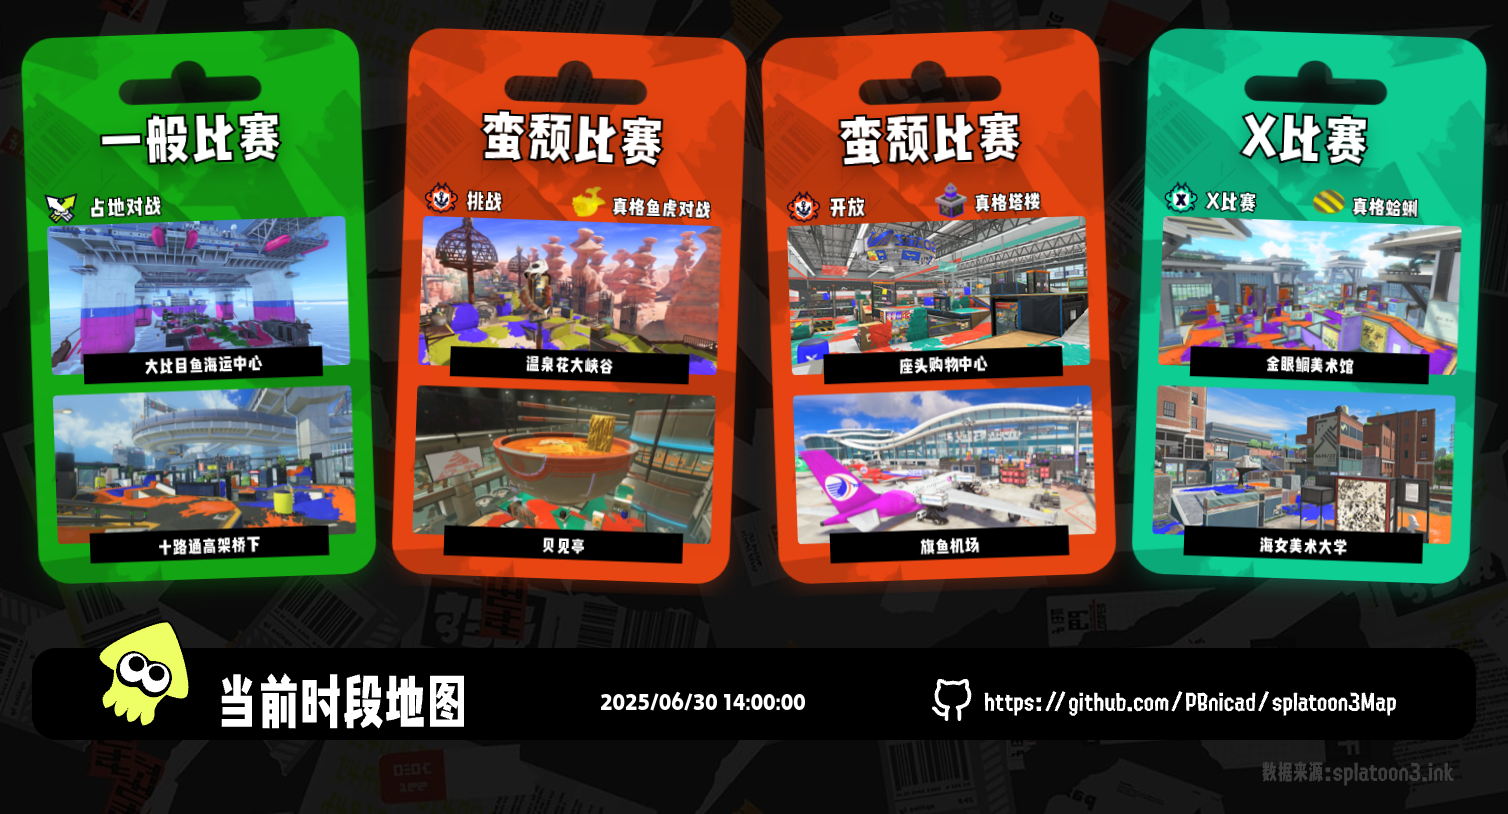 一般比赛
占地对战
大比目鱼海运中心
十路通高架桥下
蛮颓比赛
挑战
真格鱼虎对战
温泉花大峡谷
贝见亭
蛮颓比赛
开放
真格塔楼
座头购物中心
旗鱼机场
X比赛
X比赛
真格蛤蜊
金眼鲷美术馆
海女美术大学
当前时段地图
2025/06/30 14:00:00
https://github.com/PBnicad/splatoon3Map
数据来源:splatoon3.ink